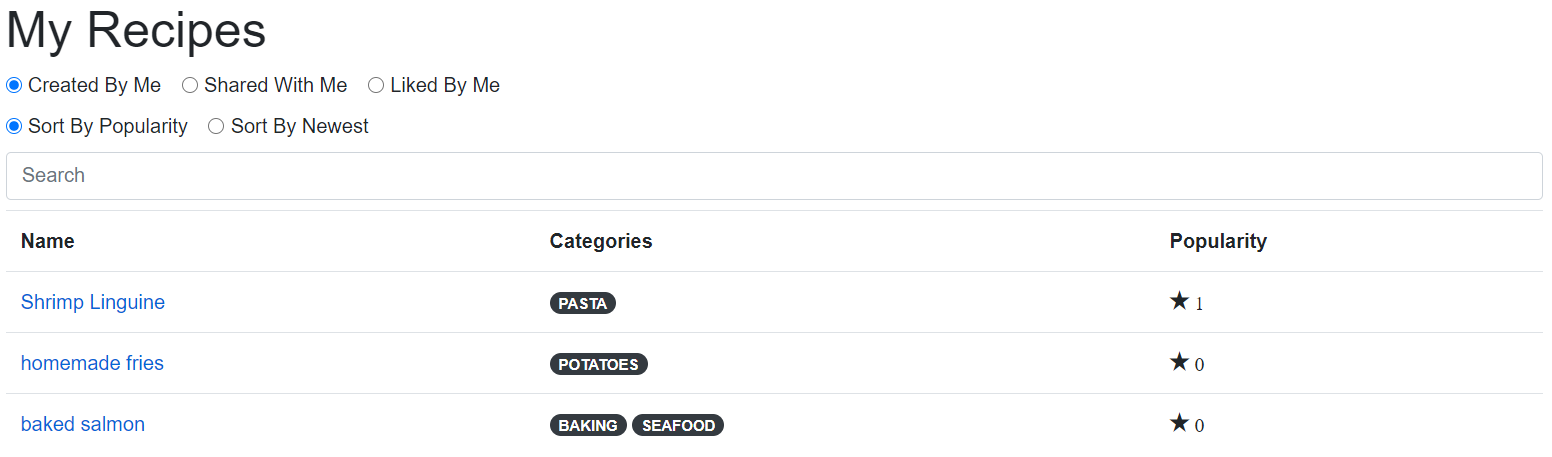 My Recipes
Created By Me Shared With Me Liked By Me
Sort By Popularity Sort By Newest
Search
Name Categories Popularity
Shrimp Linguine PASTA ★ 1
homemade fries POTATOES ★ 0
baked salmon BAKING SEAFOOD ★ 0